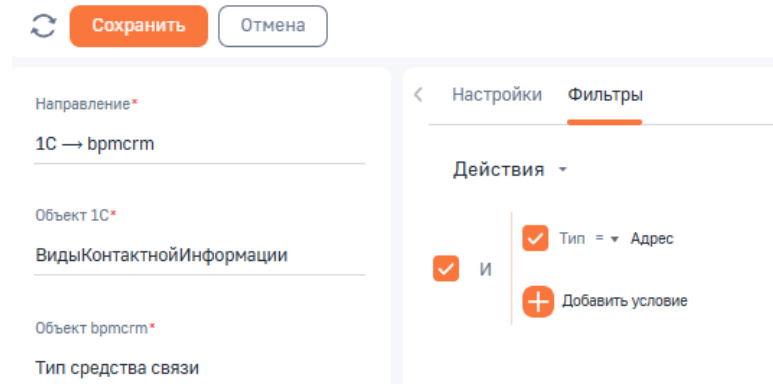 Сохранить Отмена
Направление*
1С → bpmcrm
Объект 1С*
ВидыКонтактнойИнформации
Объект bpmcrm*
Тип средства связи
Настройки Фильтры
Действия
И
Тип = Адрес
Добавить условие